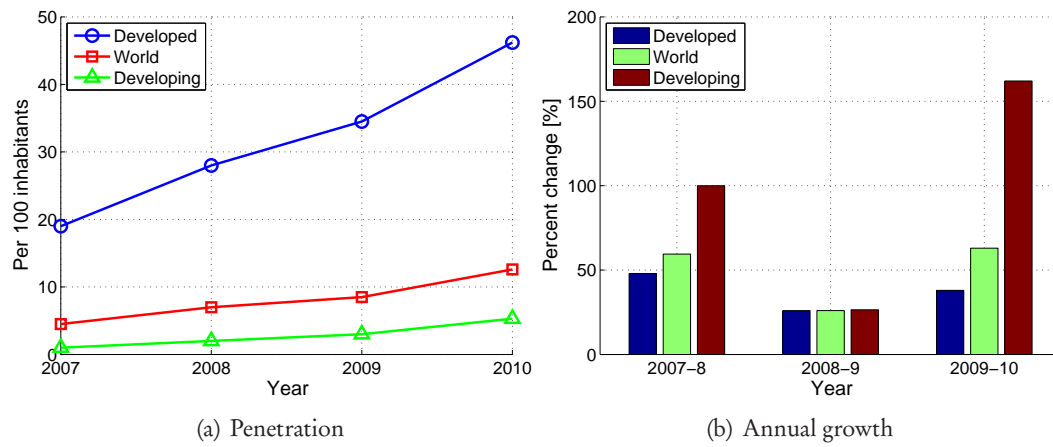 50
40
30
20
10
0
Per 100 inhabitants
Developed
World
Developing
2007
2008
2009
2010
Year
(a) Penetration
200
150
100
50
0
Percent change [%]
Developed
World
Developing
2007–8
2008–9
2009–10
Year
(b) Annual growth